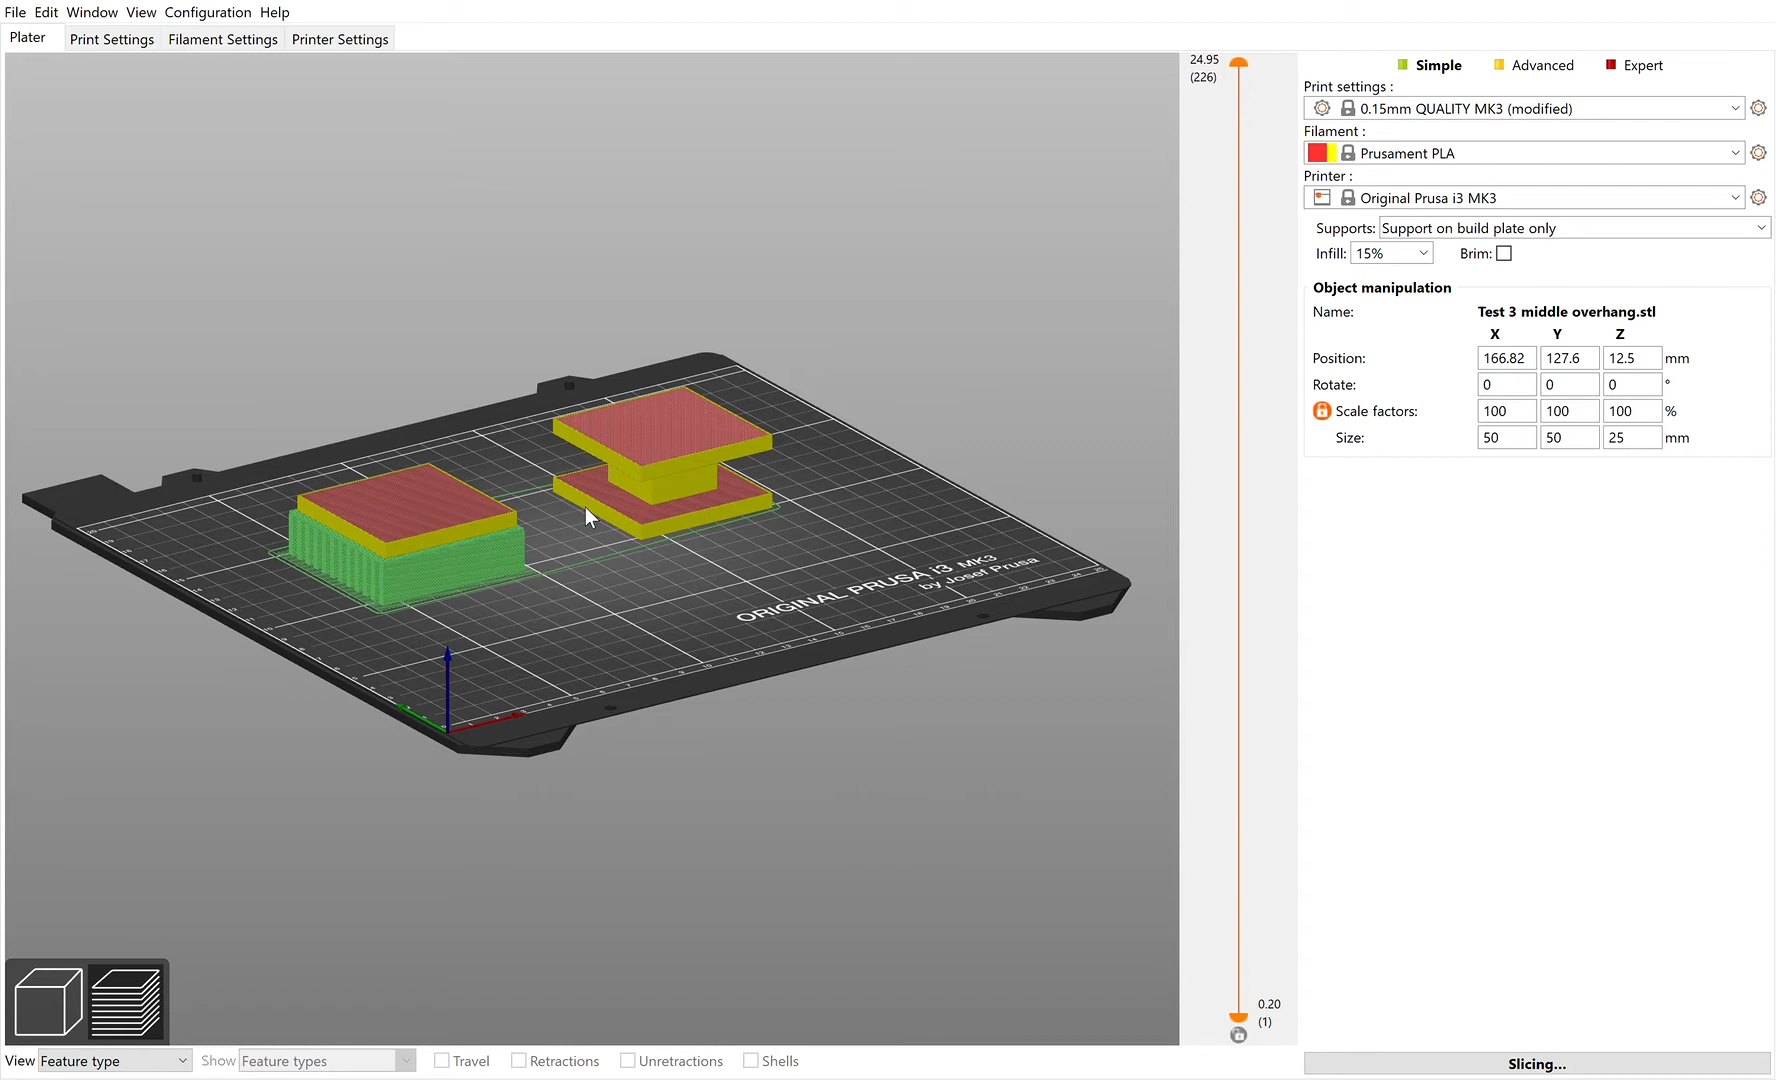 File Edit Window View Configuration Help
Plater Print Settings Filament Settings Printer Settings
24.95
(226)
Simple Advanced Expert
Print settings :
0.15mm QUALITY MK3 (modified)
Filament :
Prusament PLA
Printer :
Original Prusa i3 MK3
Supports: Support on build plate only
Infill: 15% Brim:
Object manipulation
Name: Test 3 middle overhang.stl
X Y Z
Position: 166.82 127.6 12.5 mm
Rotate: 0 0 0 °
Scale factors: 100 100 100 %
Size: 50 50 25 mm
ORIGINAL PRUSA i3 MK3
by Josef Prusa
0.20
(1)
View Feature type Show Feature types Travel Retractions Unretractions Shells
Slicing...